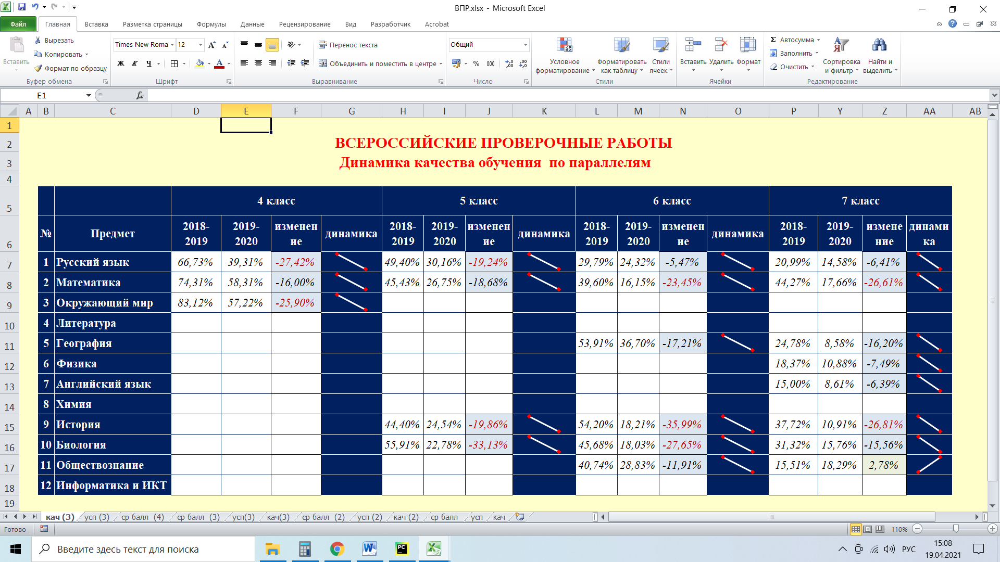 ВПР.xlsx - Microsoft Excel
Файл Главная Вставка Разметка страницы Формулы Данные Рецензирование Вид Разработчик Acrobat
Вставить
Вырезать
Копировать
Формат по образцу
Буфер обмена
Times New Roma 12
Ж К Ч
Шрифт
Перенос текста
Объединить и поместить в центре
Выравнивание
Общий
% 000
Число
Условное форматирование
Форматировать как таблицу
Стили ячеек
Стили
Вставить Удалить Формат
Ячейки
Автосумма
Заполнить
Очистить
Сортировка и фильтр
Найти и выделить
Редактирование
E1
fx
A B C D E F G H I J K L M N O P Y Z AA AB
1
2 ВСЕРОССИЙСКИЕ ПРОВЕРОЧНЫЕ РАБОТЫ
3 Динамика качества обучения по параллелям
4
5 4 класс 5 класс 6 класс 7 класс
6 № Предмет 2018-2019 2019-2020 изменение динамика 2018-2019 2019-2020 изменение динамика 2018-2019 2019-2020 изменение динамика 2018-2019 2019-2020 изменение динамика
7 1 Русский язык 66,73% 39,31% -27,42% 49,40% 30,16% -19,24% 29,79% 24,32% -5,47% 20,99% 14,58% -6,41%
8 2 Математика 74,31% 58,31% -16,00% 45,43% 26,75% -18,68% 39,60% 16,15% -23,45% 44,27% 17,66% -26,61%
9 3 Окружающий мир 83,12% 57,22% -25,90%
10 4 Литература
11 5 География 53,91% 36,70% -17,21% 24,78% 8,58% -16,20%
12 6 Физика 18,37% 10,88% -7,49%
13 7 Английский язык 15,00% 8,61% -6,39%
14 8 Химия
15 9 История 44,40% 24,54% -19,86% 54,20% 18,21% -35,99% 37,72% 10,91% -26,81%
16 10 Биология 55,91% 22,78% -33,13% 45,68% 18,03% -27,65% 31,32% 15,76% -15,56%
17 11 Обществознание 40,74% 28,83% -11,91% 15,51% 18,29% 2,78%
18 12 Информатика и ИКТ
19
кач (3) усп (3) ср балл (4) ср балл (3) усп(3) кач(3) ср балл (2) усп (2) кач (2) ср балл усп кач
Готово 110%
Введите здесь текст для поиска
РУС
15:08
19.04.2021